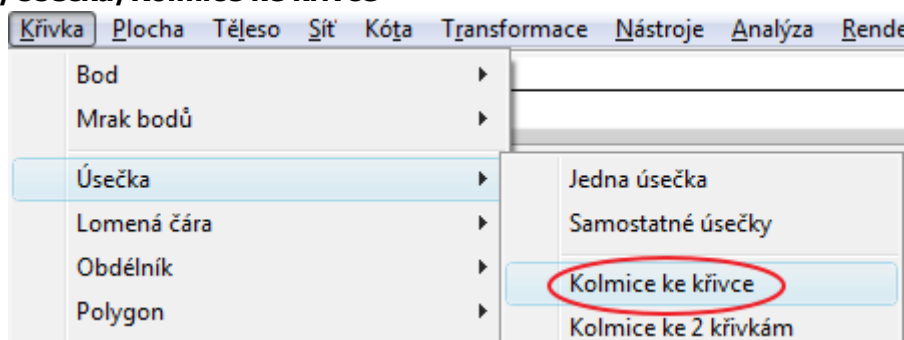 Křivka Plocha Těleso Síť Kóta Transformace Nástroje Analýza
Bod
Mrak bodů
Úsečka
Lomená čára
Obdélník
Polygon
Jedna úsečka
Samostatné úsečky
Kolmice ke křivce
Kolmice ke 2 křivkám